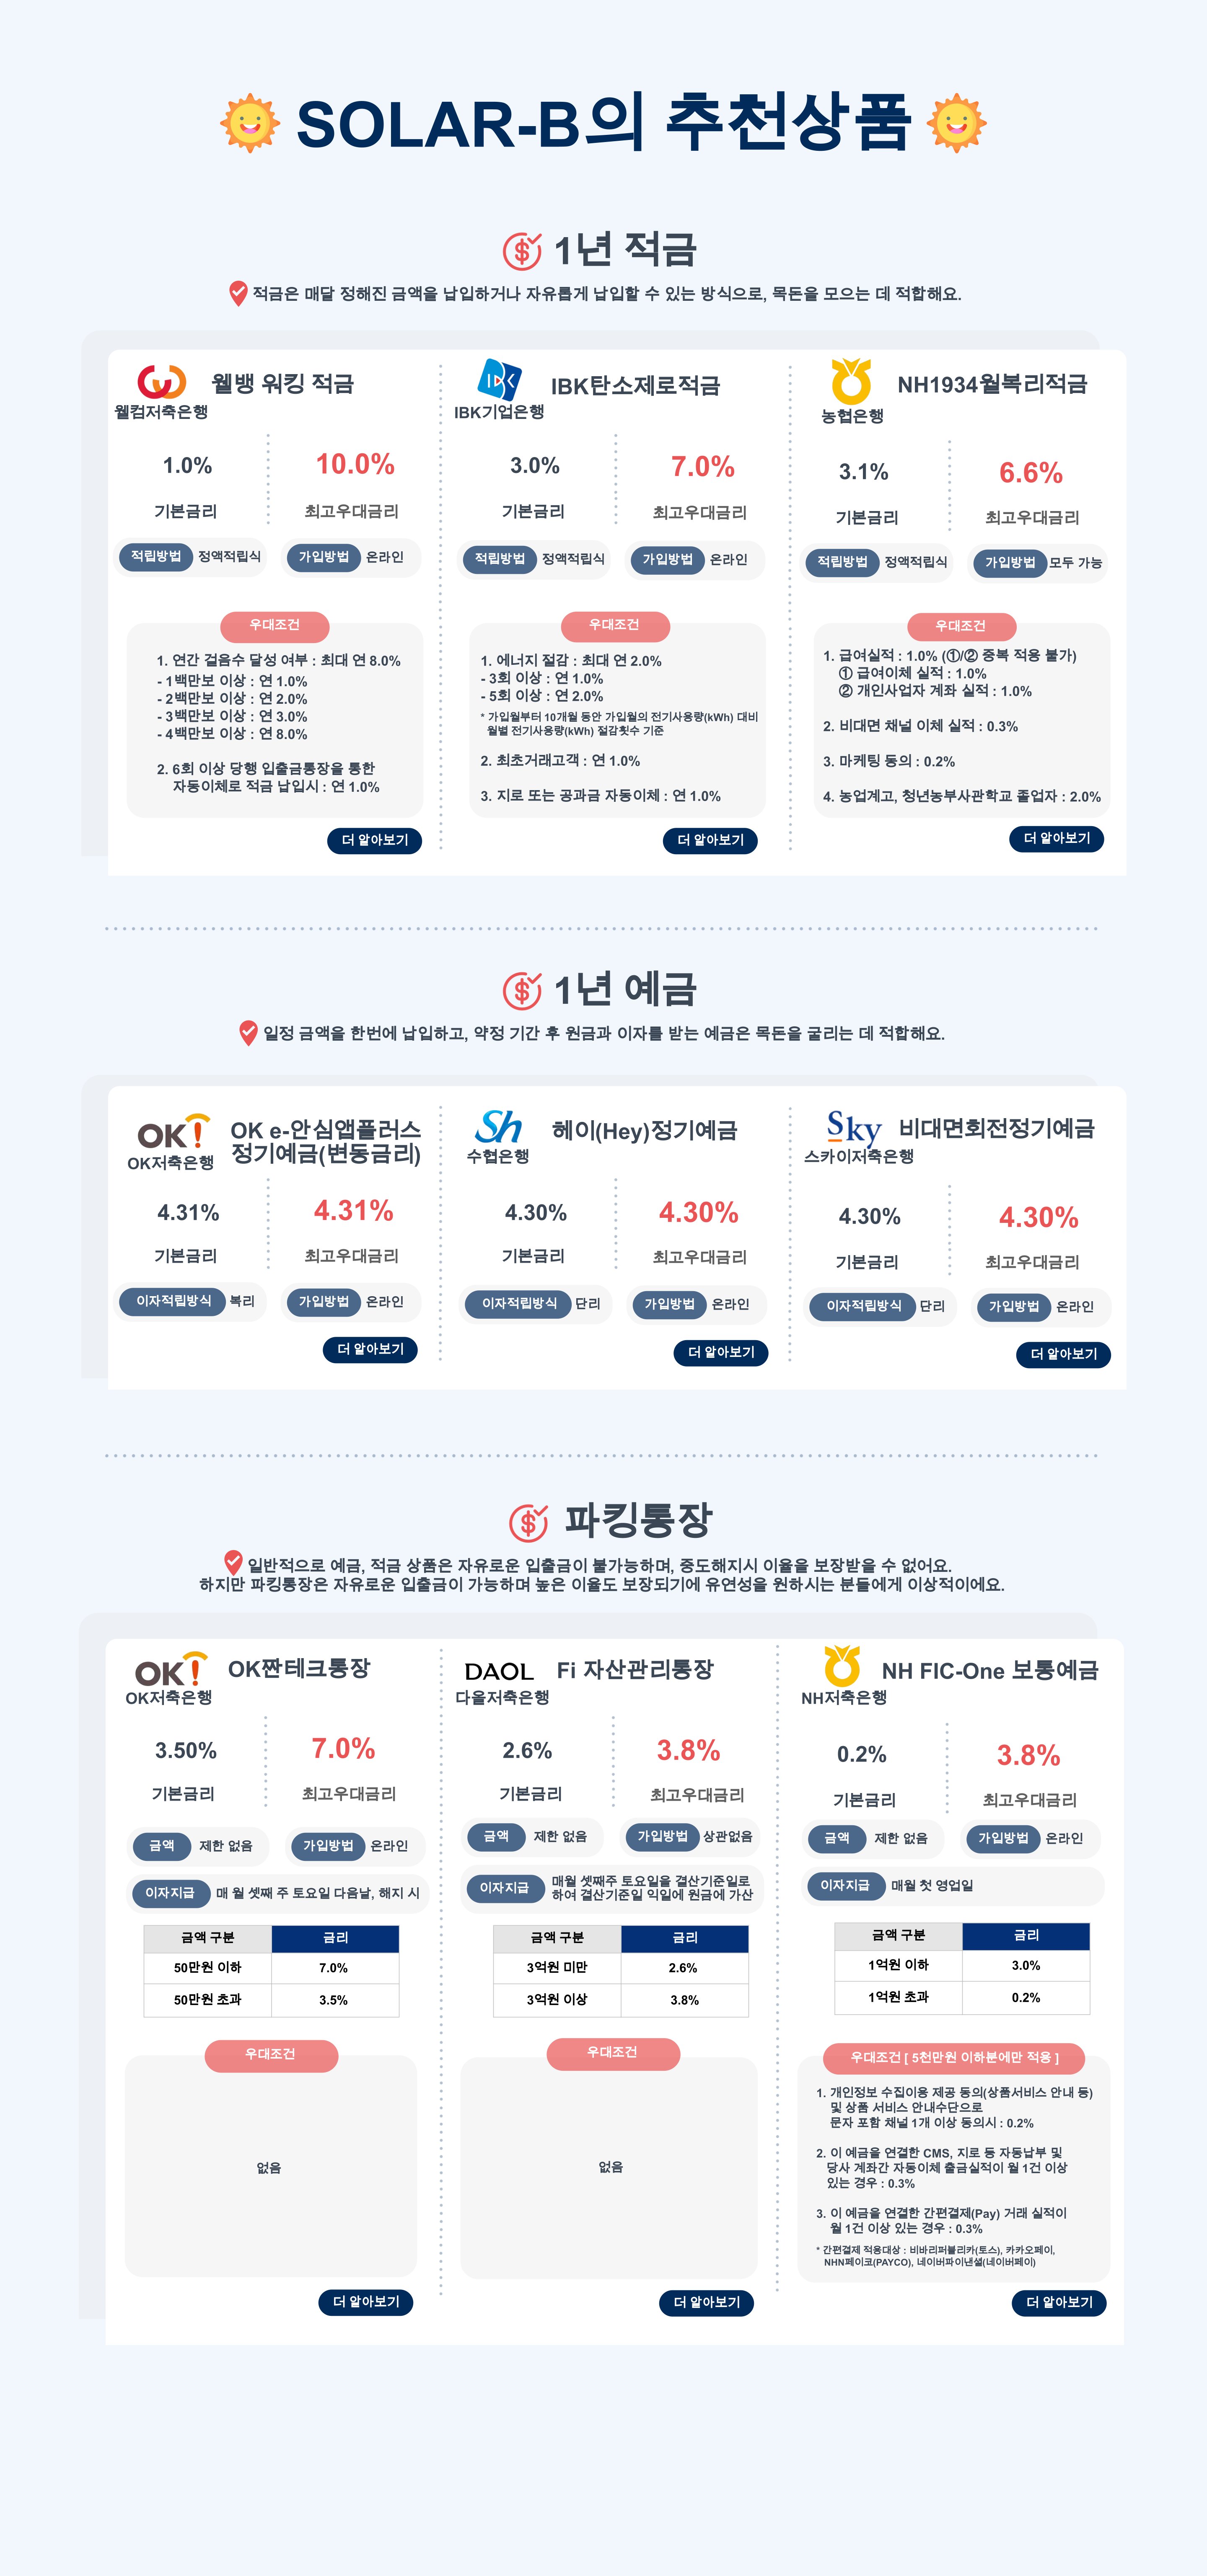 SOLAR-B의 추천상품
1년 적금
적금은 매달 정해진 금액을 납입하거나 자유롭게 납입할 수 있는 방식으로, 목돈을 모으는 데 적합해요.
웰컴저축은행
웰뱅 워킹 적금
1.0%
10.0%
기본금리
최고우대금리
적립방법 정액적립식
가입방법 온라인
우대조건
1. 연간 걸음수 달성 여부 : 최대 연 8.0%
- 1백만보 이상 : 연 1.0%
- 2백만보 이상 : 연 2.0%
- 3백만보 이상 : 연 3.0%
- 4백만보 이상 : 연 8.0%
2. 6회 이상 당행 입출금통장을 통한
자동이체로 적금 납입시 : 연 1.0%
더 알아보기
IBK
IBK기업은행
IBK탄소제로적금
3.0%
7.0%
기본금리
최고우대금리
적립방법 정액적립식
가입방법 온라인
우대조건
1. 에너지 절감 : 최대 연 2.0%
- 3회 이상 : 연 1.0%
- 5회 이상 : 연 2.0%
* 가입월부터 10개월 동안 가입월의 전기사용량(kWh) 대비
월별 전기사용량(kWh) 절감횟수 기준
2. 최초거래고객 : 연 1.0%
3. 지로 또는 공과금 자동이체 : 연 1.0%
더 알아보기
농협은행
NH1934월복리적금
3.1%
6.6%
기본금리
최고우대금리
적립방법 정액적립식
가입방법 모두 가능
우대조건
1. 급여실적 : 1.0% (①/② 중복 적용 불가)
① 급여이체 실적 : 1.0%
② 개인사업자 계좌 실적 : 1.0%
2. 비대면 채널 이체 실적 : 0.3%
3. 마케팅 동의 : 0.2%
4. 농업계고, 청년농부사관학교 졸업자 : 2.0%
더 알아보기
1년 예금
일정 금액을 한번에 납입하고, 약정 기간 후 원금과 이자를 받는 예금은 목돈을 굴리는 데 적합해요.
OK!
OK저축은행
OK e-안심앱플러스
정기예금(변동금리)
4.31%
4.31%
기본금리
최고우대금리
이자적립방식 복리
가입방법 온라인
더 알아보기
Sh
수협은행
헤이(Hey)정기예금
4.30%
4.30%
기본금리
최고우대금리
이자적립방식 단리
가입방법 온라인
더 알아보기
Sky
스카이저축은행
비대면회전정기예금
4.30%
4.30%
기본금리
최고우대금리
이자적립방식 단리
가입방법 온라인
더 알아보기
파킹통장
일반적으로 예금, 적금 상품은 자유로운 입출금이 불가능하며, 중도해지시 이율을 보장받을 수 없어요.
하지만 파킹통장은 자유로운 입출금이 가능하며 높은 이율도 보장되기에 유연성을 원하시는 분들에게 이상적이에요.
OK!
OK저축은행
OK짠테크통장
3.50%
7.0%
기본금리
최고우대금리
금액 제한 없음
가입방법 온라인
이자지급 매 월 셋째 주 토요일 다음날, 해지 시
금액 구분 금리
50만원 이하 7.0%
50만원 초과 3.5%
우대조건
없음
더 알아보기
DAOL
다올저축은행
Fi 자산관리통장
2.6%
3.8%
기본금리
최고우대금리
금액 제한 없음
가입방법 상관없음
이자지급 매월 셋째주 토요일을 결산기준일로
하여 결산기준일 익일에 원금에 가산
금액 구분 금리
3억원 미만 2.6%
3억원 이상 3.8%
우대조건
없음
더 알아보기
NH저축은행
NH FIC-One 보통예금
0.2%
3.8%
기본금리
최고우대금리
금액 제한 없음
가입방법 온라인
이자지급 매월 첫 영업일
금액 구분 금리
1억원 이하 3.0%
1억원 초과 0.2%
우대조건 [ 5천만원 이하분에만 적용 ]
1. 개인정보 수집이용 제공 동의(상품서비스 안내 등)
및 상품 서비스 안내수단으로
문자 포함 채널 1개 이상 동의시 : 0.2%
2. 이 예금을 연결한 CMS, 지로 등 자동납부 및
당사 계좌간 자동이체 출금실적이 월 1건 이상
있는 경우 : 0.3%
3. 이 예금을 연결한 간편결제(Pay) 거래 실적이
월 1건 이상 있는 경우 : 0.3%
* 간편결제 적용대상 : 비바리퍼블리카(토스), 카카오페이,
NHN페이코(PAYCO), 네이버파이낸셜(네이버페이)
더 알아보기